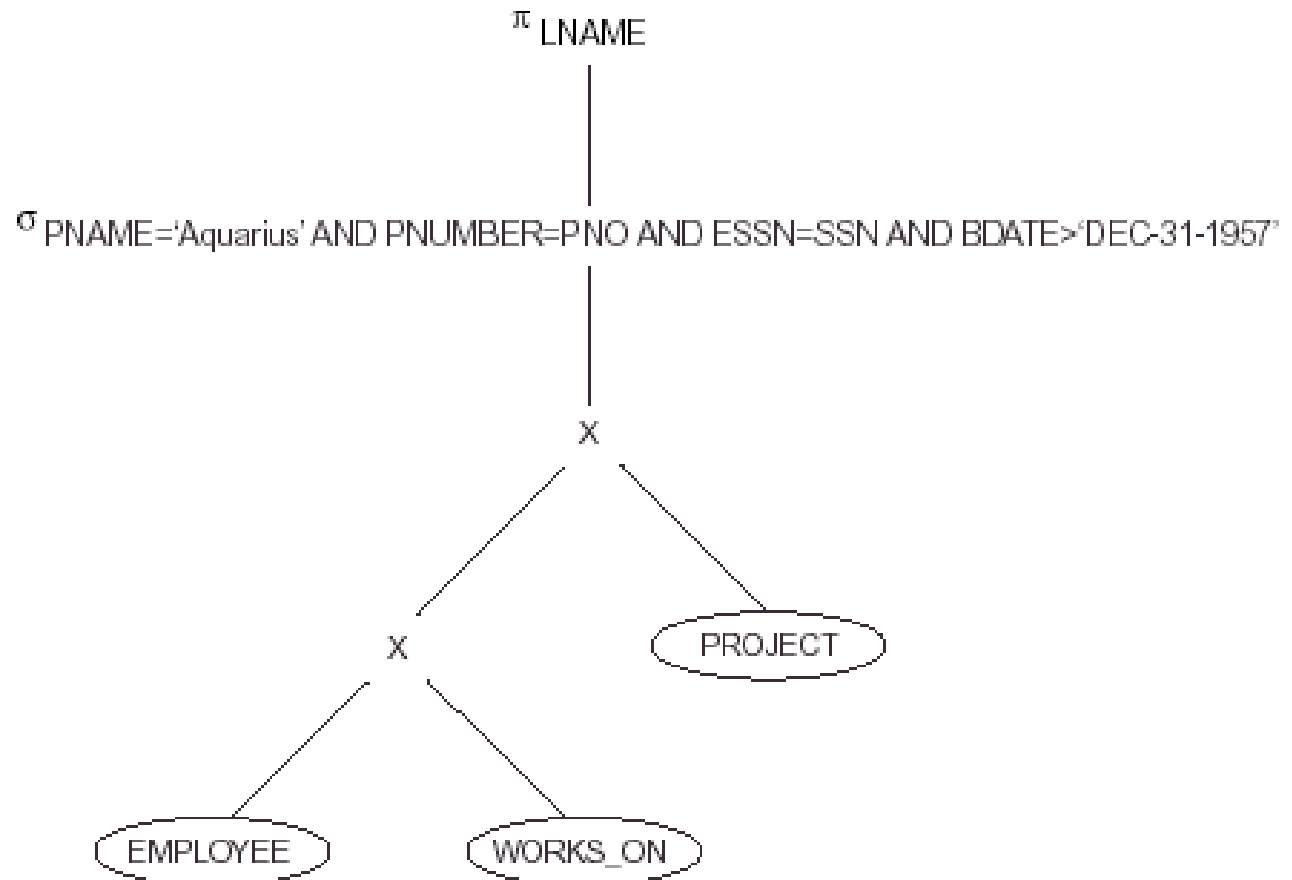 π LNAME
σ PNAME='Aquarius' AND PNUMBER=PNO AND ESSN=SSN AND BDATE>'DEC-31-1957'
X
X PROJECT
EMPLOYEE WORKS_ON